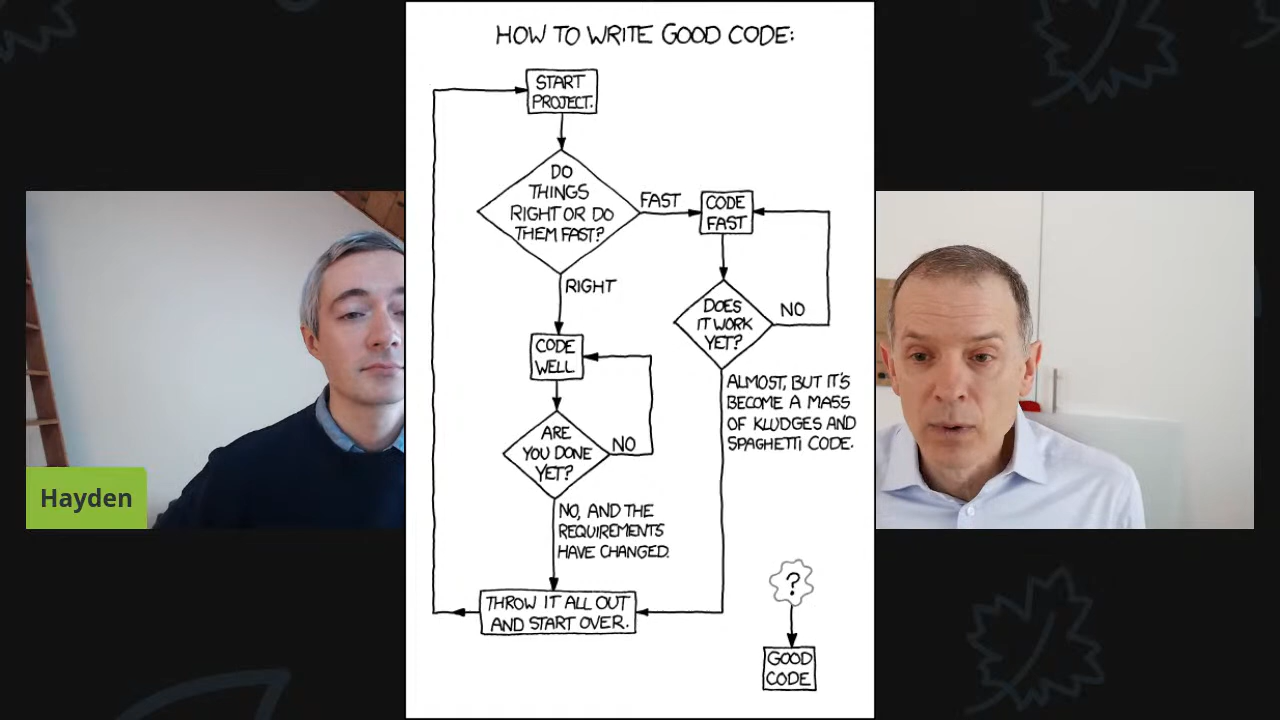 HOW TO WRITE GOOD CODE:
START
PROJECT.
DO
THINGS
RIGHT OR DO
THEM FAST?
FAST
CODE
FAST
RIGHT
DOES
IT WORK
YET?
NO
CODE
WELL
ALMOST, BUT IT'S
BECOME A MASS
OF KLUDGES AND
SPAGHETTI CODE.
ARE
YOU DONE
YET?
NO
Hayden
NO, AND THE
REQUIREMENTS
HAVE CHANGED.
THROW IT ALL OUT
AND START OVER.
?
GOOD
CODE